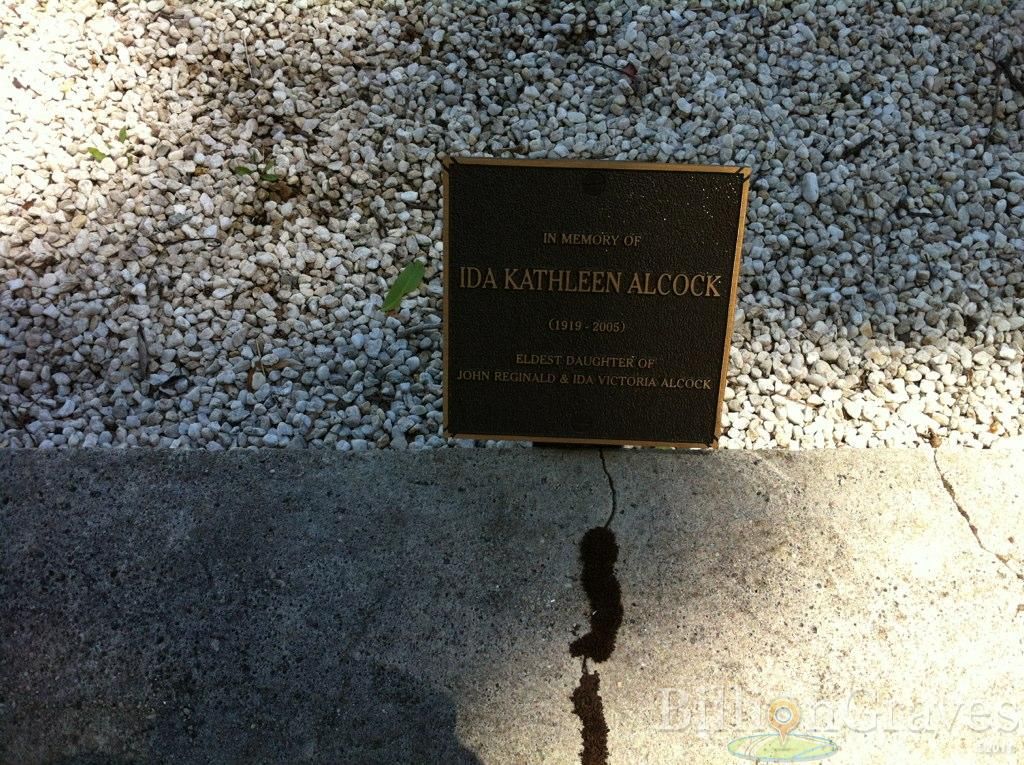 IN MEMORY OF
IDA KATHLEEN ALCOCK
(1919 - 2005)
ELDEST DAUGHTER OF
JOHN REGINALD & IDA VICTORIA ALCOCK
BillionGraves